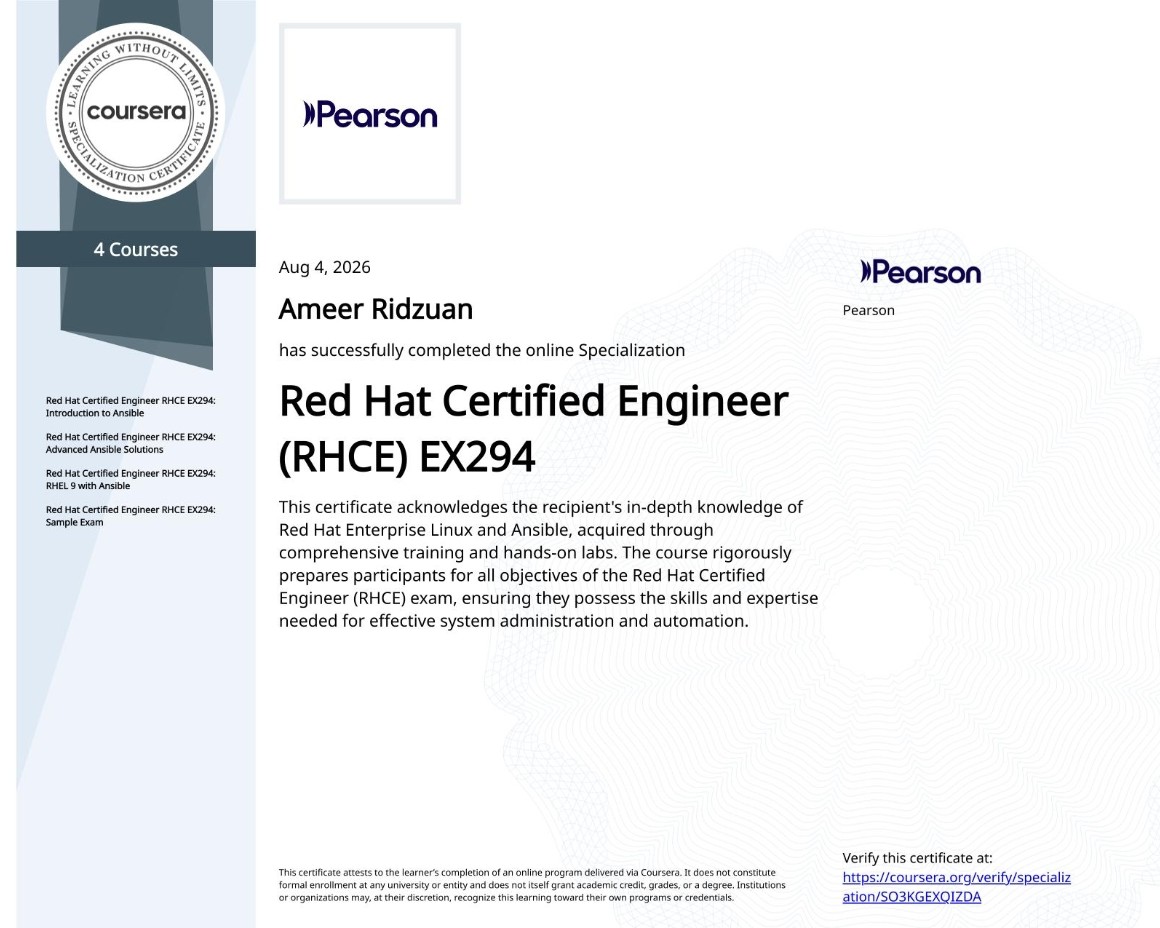 LEARNING WITHOUT LIMITS
coursera
SPECIALIZATION CERTIFICATE
4 Courses
Red Hat Certified Engineer RHCE EX294:
Introduction to Ansible
Red Hat Certified Engineer RHCE EX294:
Advanced Ansible Solutions
Red Hat Certified Engineer RHCE EX294:
RHEL 9 with Ansible
Red Hat Certified Engineer RHCE EX294:
Sample Exam
Pearson
Aug 4, 2026
Ameer Ridzuan
has successfully completed the online Specialization
Red Hat Certified Engineer
(RHCE) EX294
This certificate acknowledges the recipient's in-depth knowledge of
Red Hat Enterprise Linux and Ansible, acquired through
comprehensive training and hands-on labs. The course rigorously
prepares participants for all objectives of the Red Hat Certified
Engineer (RHCE) exam, ensuring they possess the skills and expertise
needed for effective system administration and automation.
This certificate attests to the learner’s completion of an online program delivered via Coursera. It does not constitute
formal enrollment at any university or entity and does not itself grant academic credit, grades, or a degree. Institutions
or organizations may, at their discretion, recognize this learning toward their own programs or credentials.
Pearson
Pearson
Verify this certificate at:
https://coursera.org/verify/specializ
ation/SO3KGEXQIZDA